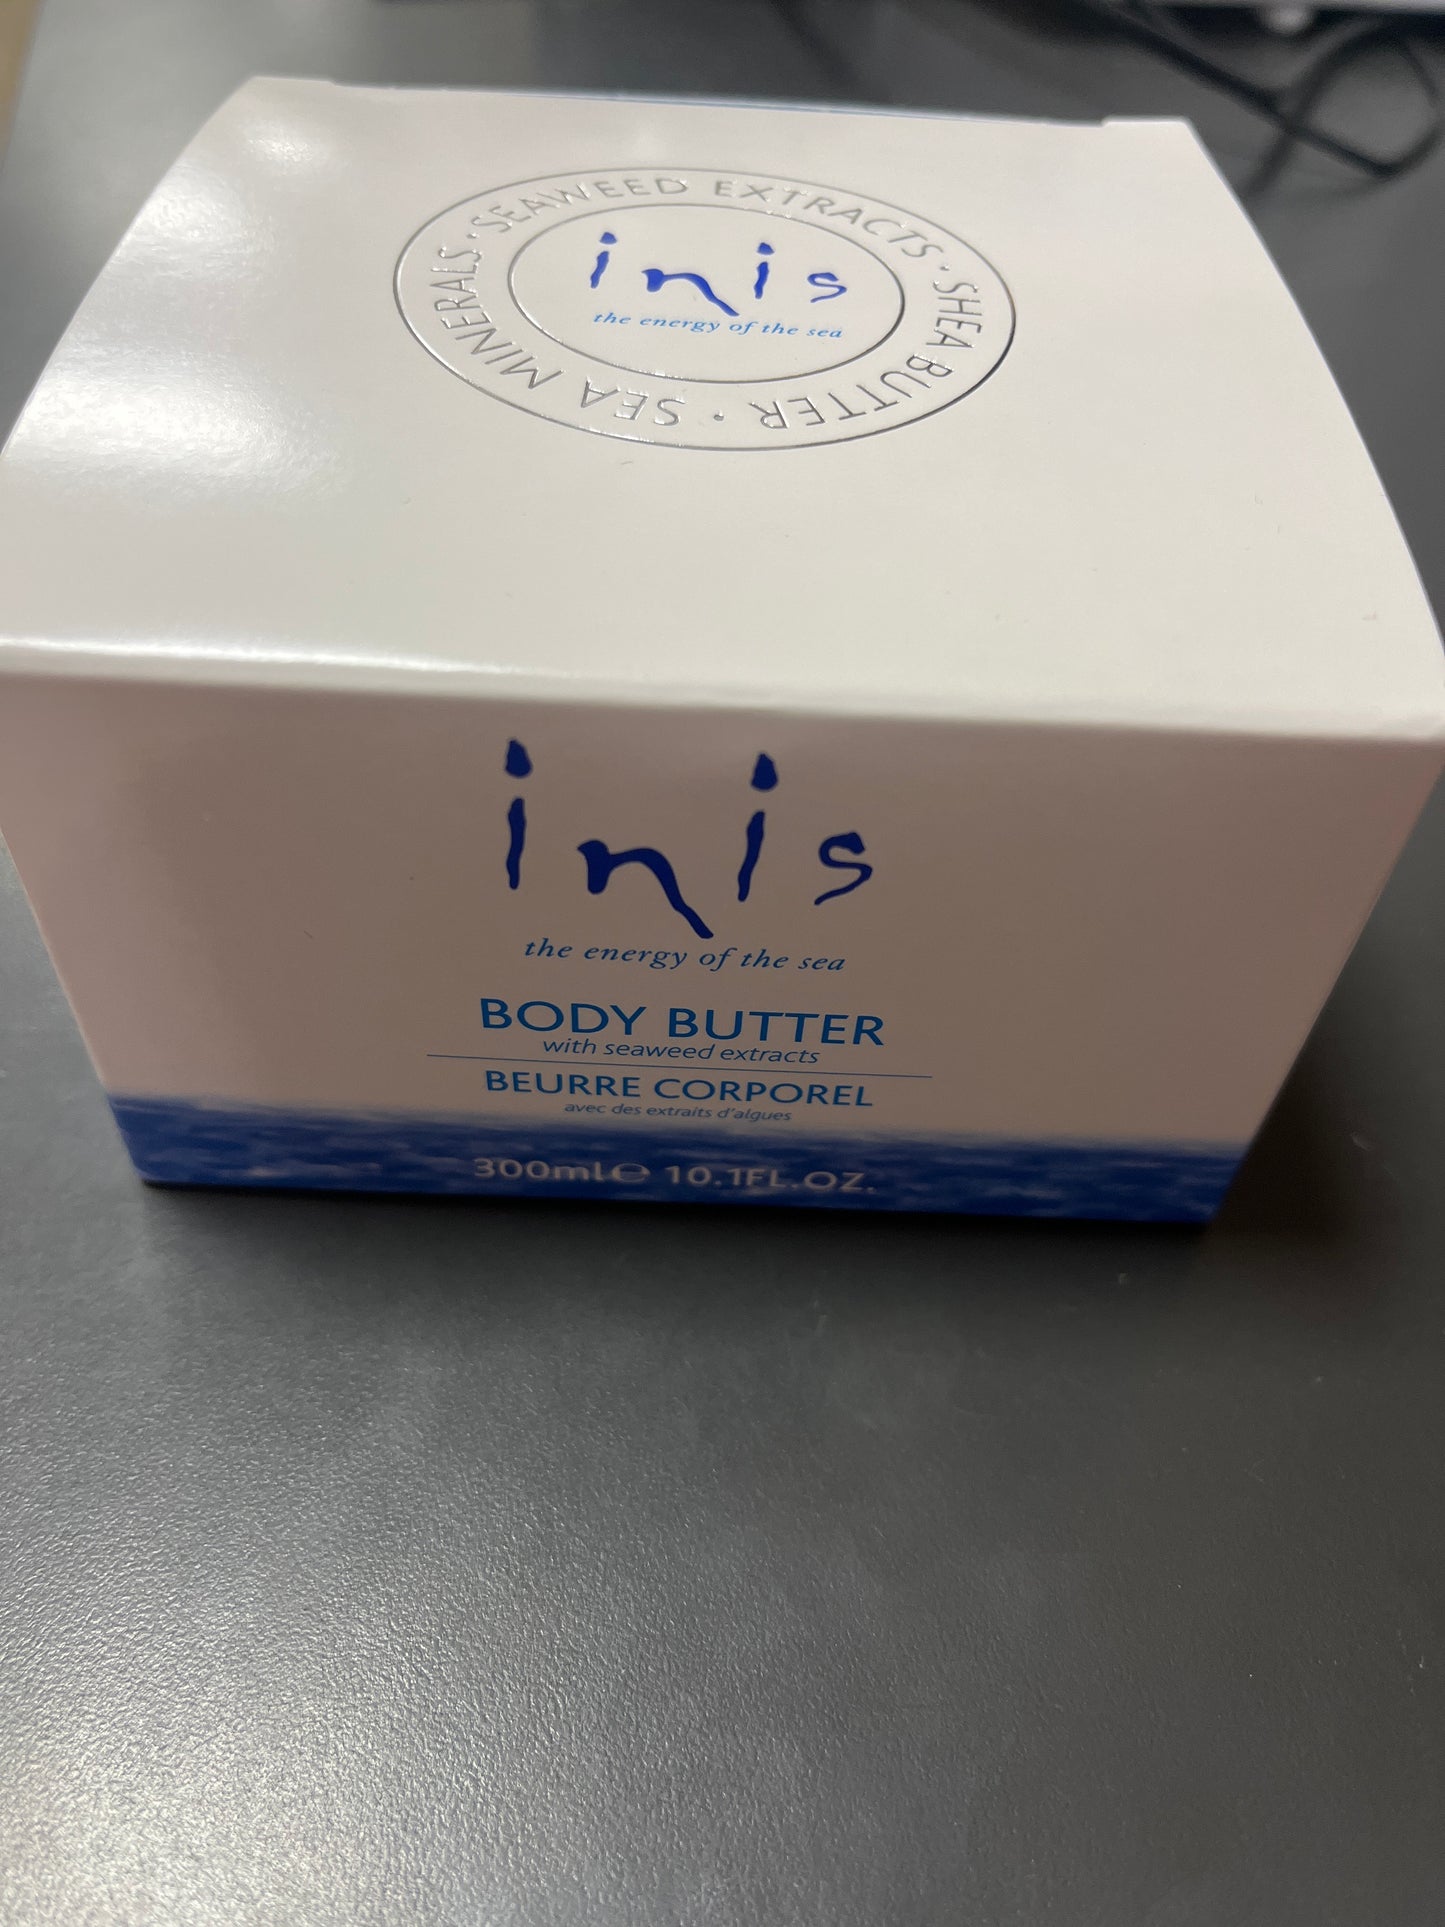 SEAWEED EXTRACTS · SHEA BUTTER · SEA MINERALS ·
inis
the energy of the sea
inis
the energy of the sea
BODY BUTTER
with seaweed extracts
BEURRE CORPOREL
avec des extraits d'algues
300ml℮ 10.1FL.OZ.